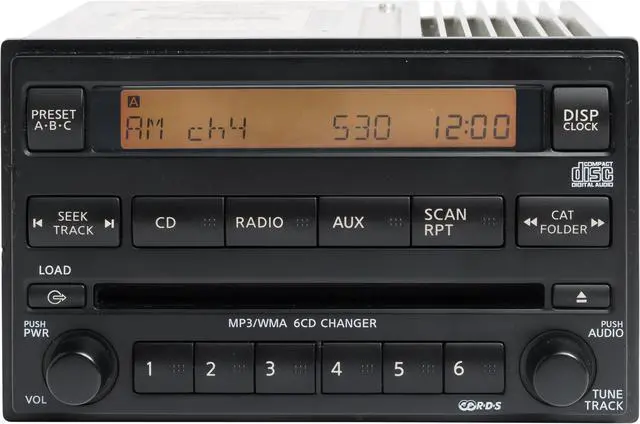 PRESET
A·B·C
A
AM ch4 530 12:00
DISP
CLOCK
COMPACT
disc
DIGITAL AUDIO
SEEK
TRACK
CD
RADIO
AUX
SCAN
RPT
CAT
FOLDER
LOAD
MP3/WMA 6CD CHANGER
PUSH
PWR
VOL
1 2 3 4 5 6
R·D·S
PUSH
AUDIO
TUNE
TRACK